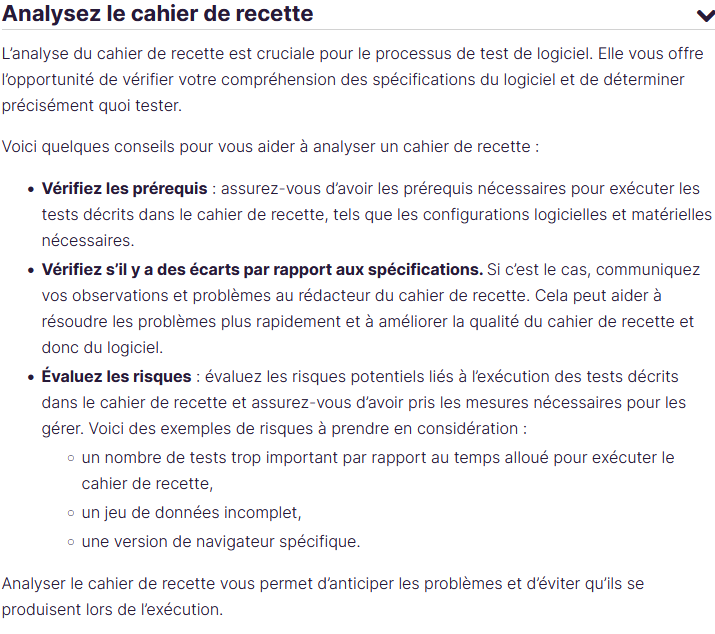 Analysez le cahier de recette
L’analyse du cahier de recette est cruciale pour le processus de test de logiciel. Elle vous offre
l’opportunité de vérifier votre compréhension des spécifications du logiciel et de déterminer
précisément quoi tester.
Voici quelques conseils pour vous aider à analyser un cahier de recette :
• Vérifiez les prérequis : assurez-vous d’avoir les prérequis nécessaires pour exécuter les
tests décrits dans le cahier de recette, tels que les configurations logicielles et matérielles
nécessaires.
• Vérifiez s’il y a des écarts par rapport aux spécifications. Si c’est le cas, communiquez
vos observations et problèmes au rédacteur du cahier de recette. Cela peut aider à
résoudre les problèmes plus rapidement et à améliorer la qualité du cahier de recette et
donc du logiciel.
• Évaluez les risques : évaluez les risques potentiels liés à l’exécution des tests décrits
dans le cahier de recette et assurez-vous d’avoir pris les mesures nécessaires pour les
gérer. Voici des exemples de risques à prendre en considération :
◦ un nombre de tests trop important par rapport au temps alloué pour exécuter le
cahier de recette,
◦ un jeu de données incomplet,
◦ une version de navigateur spécifique.
Analyser le cahier de recette vous permet d’anticiper les problèmes et d’éviter qu’ils se
produisent lors de l’exécution.